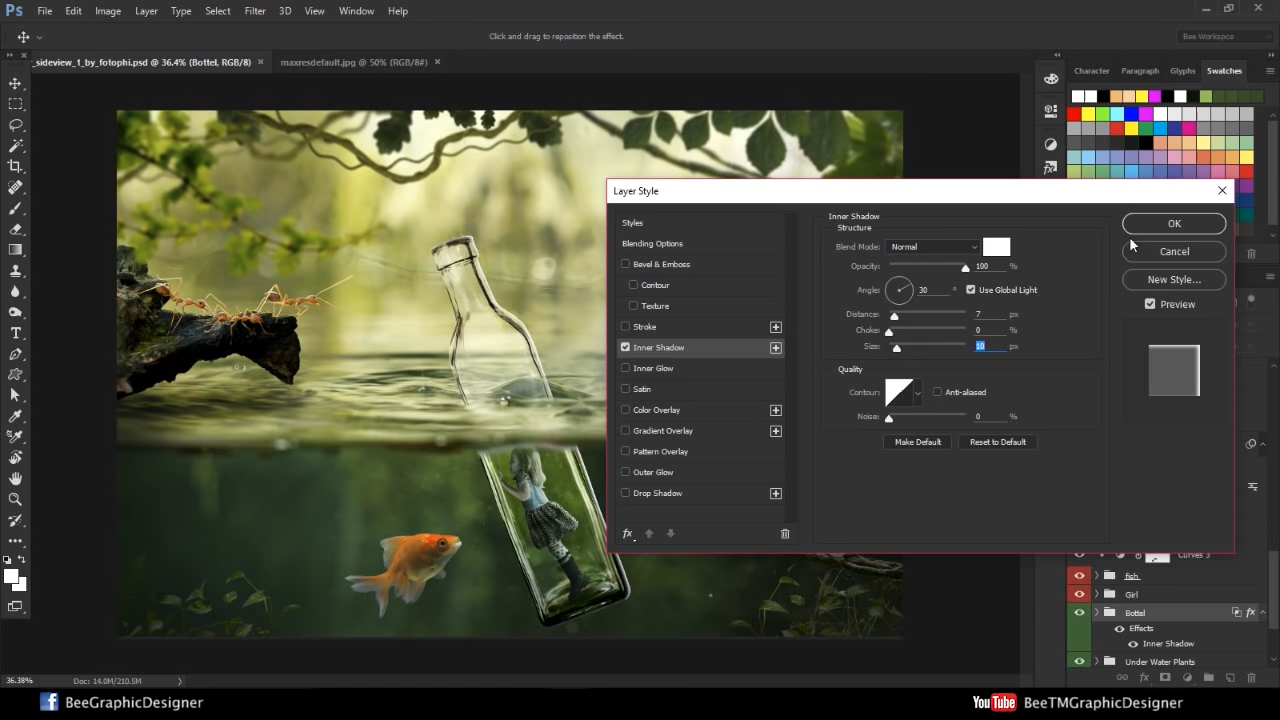 Ps File Edit Image Layer Type Select Filter 3D View Window Help
Click and drag to reposition the effect.
Bee Workspce
_sideview_1_by_fotophi.psd @ 36.4% (Bottel, RGB/8) × maxresdefault.jpg @ 50% (RGB/8#) ×
Character Paragraph Glyphs Swatches
Layer Style
Styles
Blending Options
Bevel & Emboss
Contour
Texture
Stroke
Inner Shadow
Inner Glow
Satin
Color Overlay
Gradient Overlay
Pattern Overlay
Outer Glow
Drop Shadow
fx
Inner Shadow
Structure
Blend Mode: Normal
Opacity: 100 %
Angle: 30 ° Use Global Light
Distance: 7 px
Choke: 0 %
Size: 10 px
Quality
Contour: Anti-aliased
Noise: 0 %
Make Default Reset to Default
OK
Cancel
New Style...
Preview
Curves 3
fish
Girl
Bottel fx
Effects
Inner Shadow
Under Water Plants
fx
36.38% Doc: 14.0M/210.5M
f BeeGraphicDesigner
YouTube BeeTMGraphicDesigner